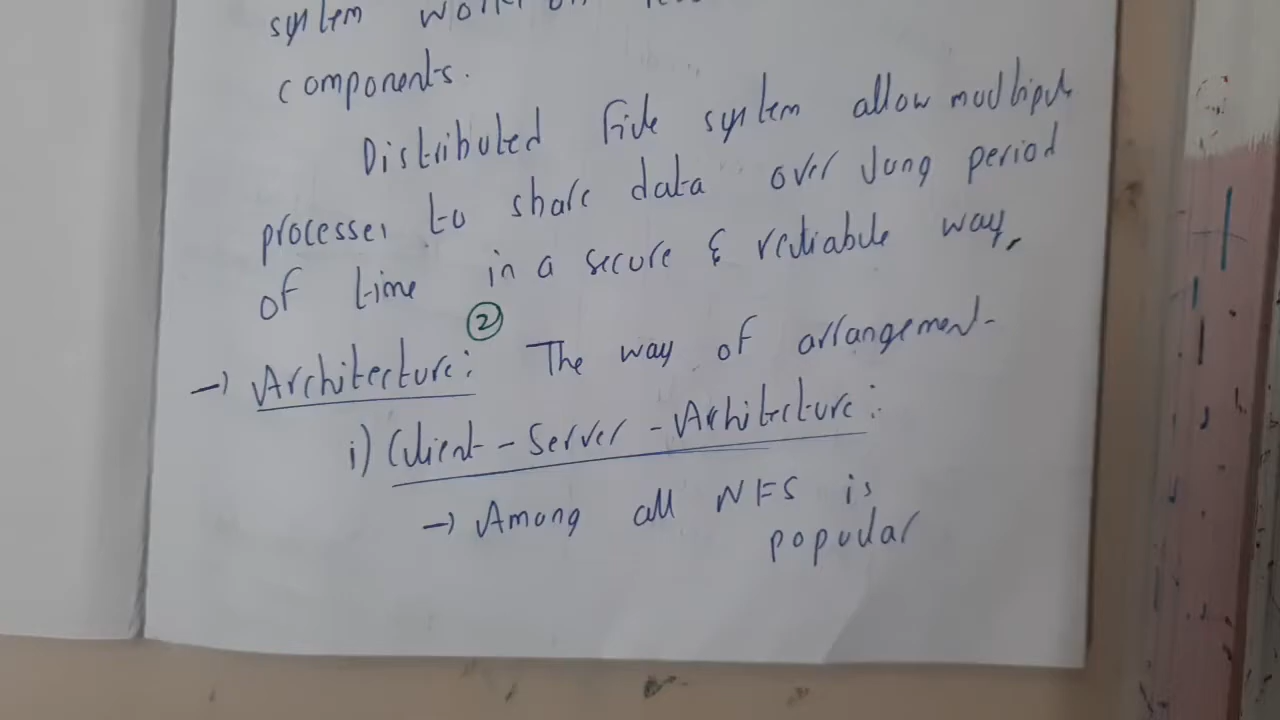 system
components.
Distributed File system allow multiple
processes to share data over long period
of time in a secure & reliable way.
②
→ Architecture: The way of arrangement-
i) Client - Server - Architecture:
→ Among all NFS is
popular